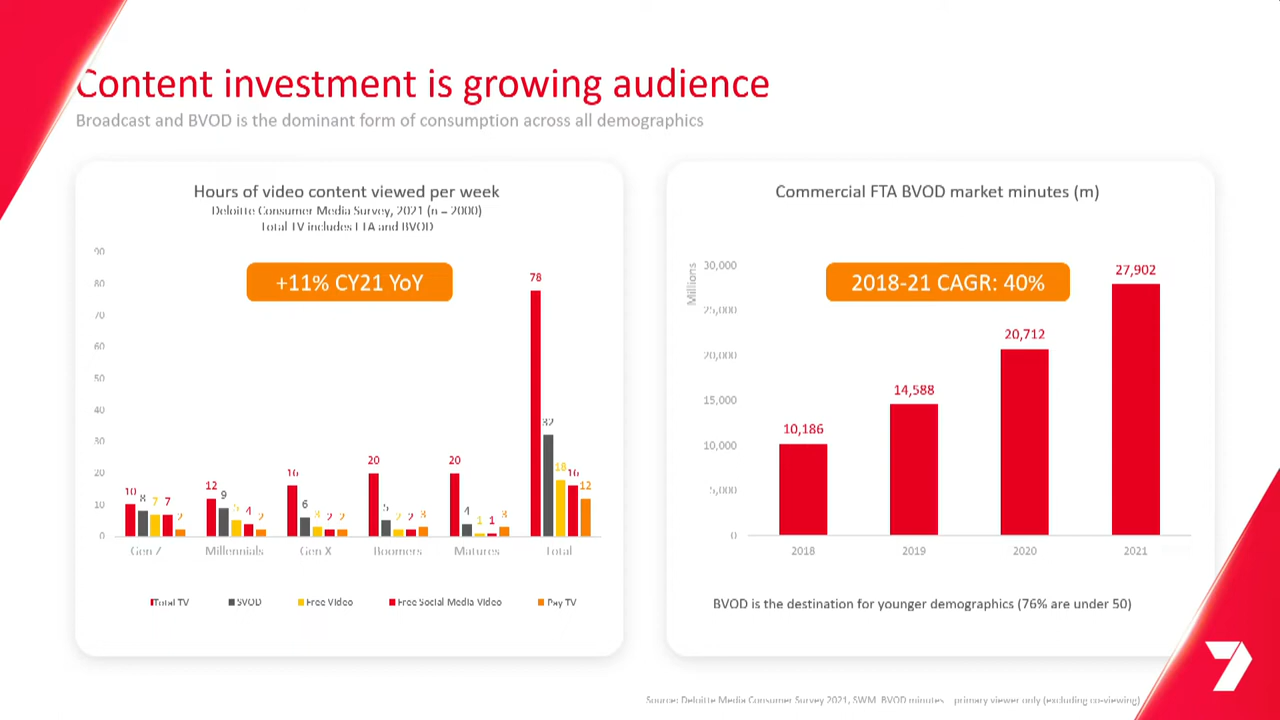 Content investment is growing audience
Broadcast and BVOD is the dominant form of consumption across all demographics
Hours of video content viewed per week
Deloitte Consumer Media Survey, 2021 (n = 2000)
Total TV includes FTA and BVOD
+11% CY21 YoY
90
80
70
60
50
40
30
20
10
0
10 8 7 7 2
12 9 5 4 2
16 6 3 2 2
20 5 2 2 3
20 4 1 1 3
78 32 18 16 12
Gen Z Millennials Gen X Boomers Matures Total
Total TV SVOD Free Video Free Social Media Video Pay TV
Commercial FTA BVOD market minutes (m)
Millions
2018-21 CAGR: 40%
30,000
25,000
20,000
15,000
10,000
5,000
0
10,186
14,588
20,712
27,902
2018 2019 2020 2021
BVOD is the destination for younger demographics (76% are under 50)
Source: Deloitte Media Consumer Survey 2021, SWM BVOD minutes – primary viewer only (excluding co-viewing)
7